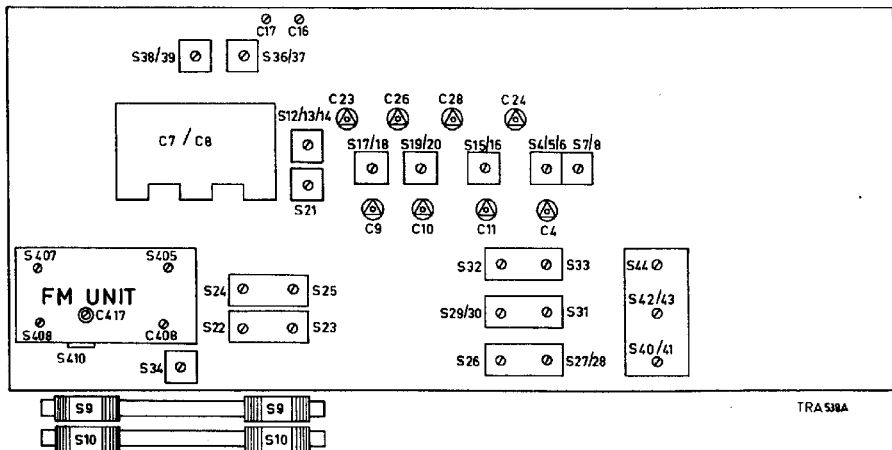 C17 C16
S38/39 S36/37
C23 C26 C28 C24
S12/13/14
C7 / C8
S17/18 S19/20 S15/16 S4/5/6 S7/8
S21
C9 C10 C11 C4
S407 S405
S32 S33 S44
FM UNIT
S24 S25
C417
S29/30 S31 S42/43
S408 C408
S22 S23
S410
S34
S26 S27/28 S40/41
S9 S9
TRA538A
S10 S10